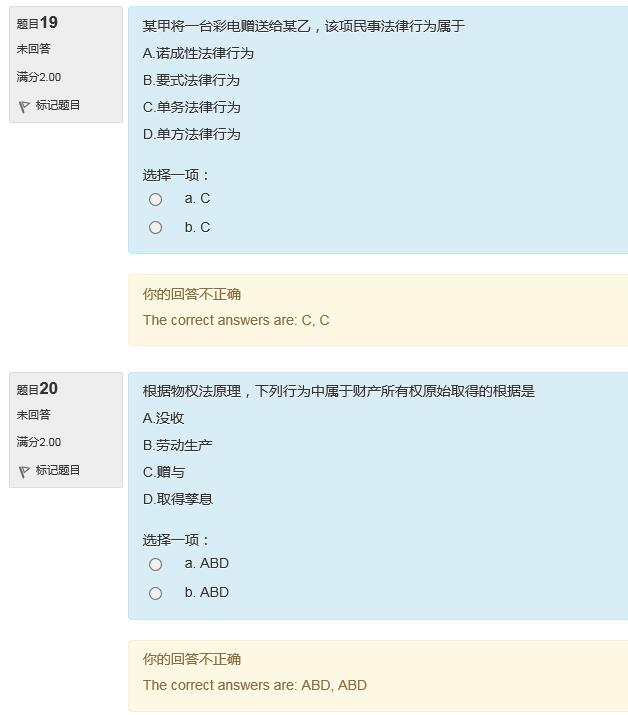 题目19
未回答
满分2.00
标记题目
某甲将一台彩电赠送给某乙，该项民事法律行为属于
A.诺成性法律行为
B.要式法律行为
C.单务法律行为
D.单方法律行为
选择一项：
a. C
b. C
你的回答不正确
The correct answers are: C, C
题目20
未回答
满分2.00
标记题目
根据物权法原理，下列行为中属于财产所有权原始取得的根据是
A.没收
B.劳动生产
C.赠与
D.取得孳息
选择一项：
a. ABD
b. ABD
你的回答不正确
The correct answers are: ABD, ABD